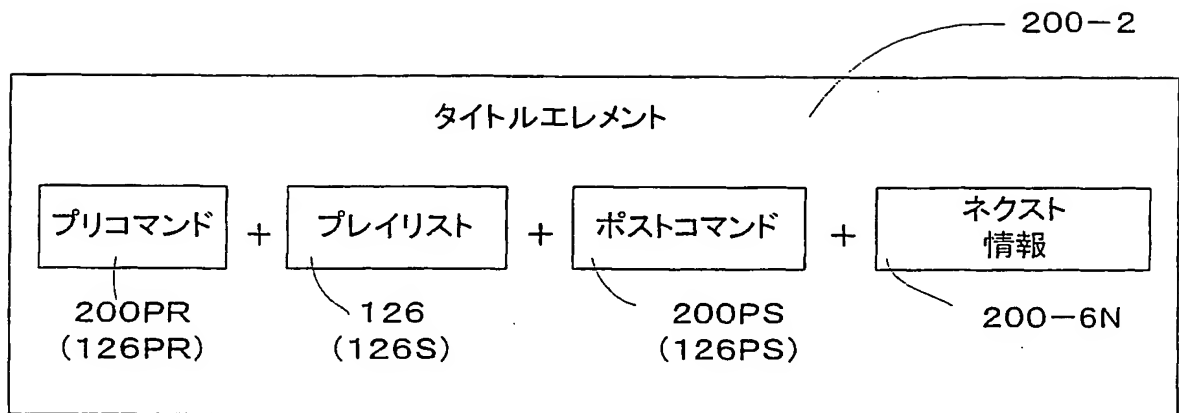 200-2
タイトルエレメント
プリコマンド + プレイリスト + ポストコマンド + ネクスト
情報
200PR 126 200PS 200-6N
(126PR) (126S) (126PS)